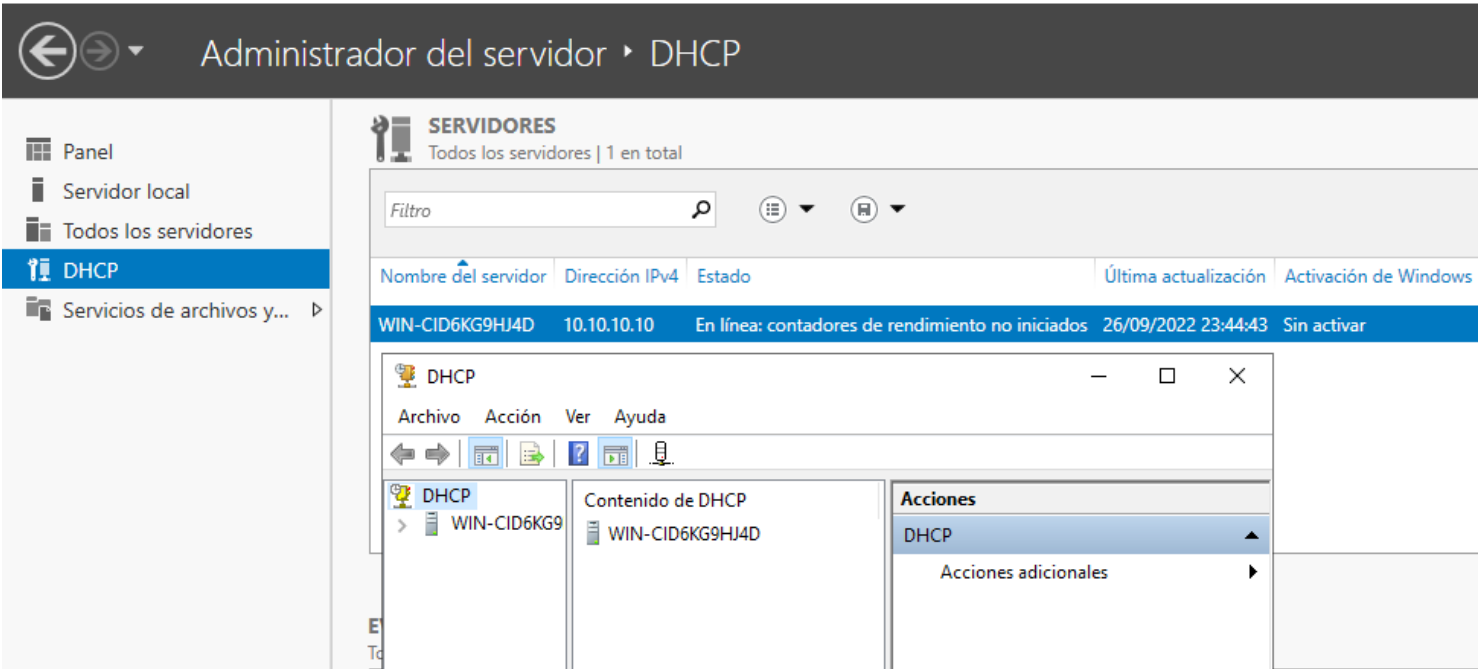 Administrador del servidor ‣ DHCP
Panel
Servidor local
Todos los servidores
DHCP
Servicios de archivos y...
SERVIDORES
Todos los servidores | 1 en total
Filtro
Nombre del servidor Dirección IPv4 Estado Última actualización Activación de Windows
WIN-CID6KG9HJ4D 10.10.10.10 En línea: contadores de rendimiento no iniciados 26/09/2022 23:44:43 Sin activar
DHCP
Archivo Acción Ver Ayuda
DHCP
WIN-CID6KG9
Contenido de DHCP
WIN-CID6KG9HJ4D
Acciones
DHCP
Acciones adicionales